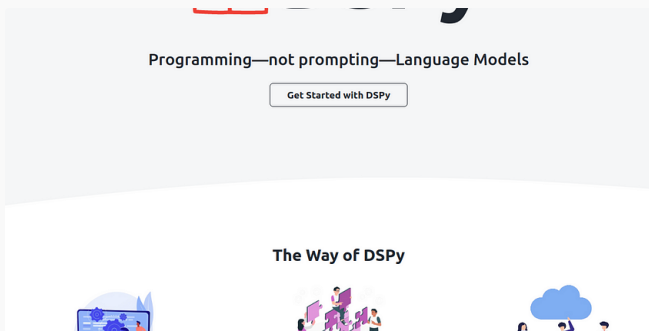 Programming—not prompting—Language Models
Get Started with DSPy
The Way of DSPy